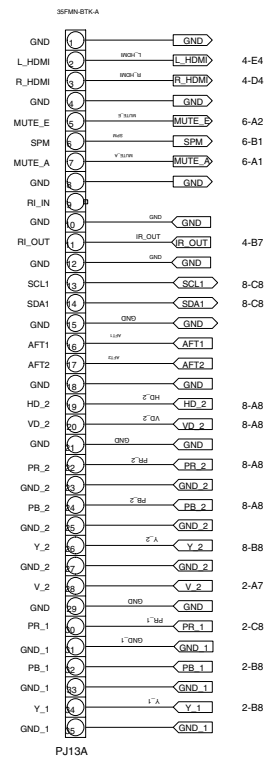 35FMN-BTK-A
GND 1 GND
L_HDMI 2 L_HDMI L_HDMI 4-E4
R_HDMI 3 R_HDMI R_HDMI 4-D4
GND 4 GND
MUTE_E 5 MUTE_E MUTE_E 6-A2
SPM 6 SPM SPM 6-B1
MUTE_A 7 MUTE_A MUTE_A 6-A1
GND 8 GND
RI_IN 9
GND 10 GND GND
RI_OUT 11 IR_OUT IR_OUT 4-B7
GND 12 GND GND
SCL1 13 SCL1 8-C8
SDA1 14 SDA1 8-C8
GND 15 GND GND
AFT1 16 AFT1 AFT1
AFT2 17 AFT2 AFT2
GND 18 GND
HD_2 19 HD_2 HD_2 8-A8
VD_2 20 VD_2 VD_2 8-A8
GND 21 GND GND
PR_2 22 PR_2 PR_2 8-A8
GND_2 23 GND_2
PB_2 24 PB_2 PB_2 8-A8
GND_2 25 GND_2
Y_2 26 Y_2 Y_2 8-B8
GND_2 27 GND_2
V_2 28 V_2 2-A7
GND 29 GND GND
PR_1 30 PR_1 PR_1 2-C8
GND_1 31 GND_1 GND_1
PB_1 32 PB_1 2-B8
GND_1 33 GND_1
Y_1 34 Y_1 Y_1 2-B8
GND_1 35 GND_1
PJ13A